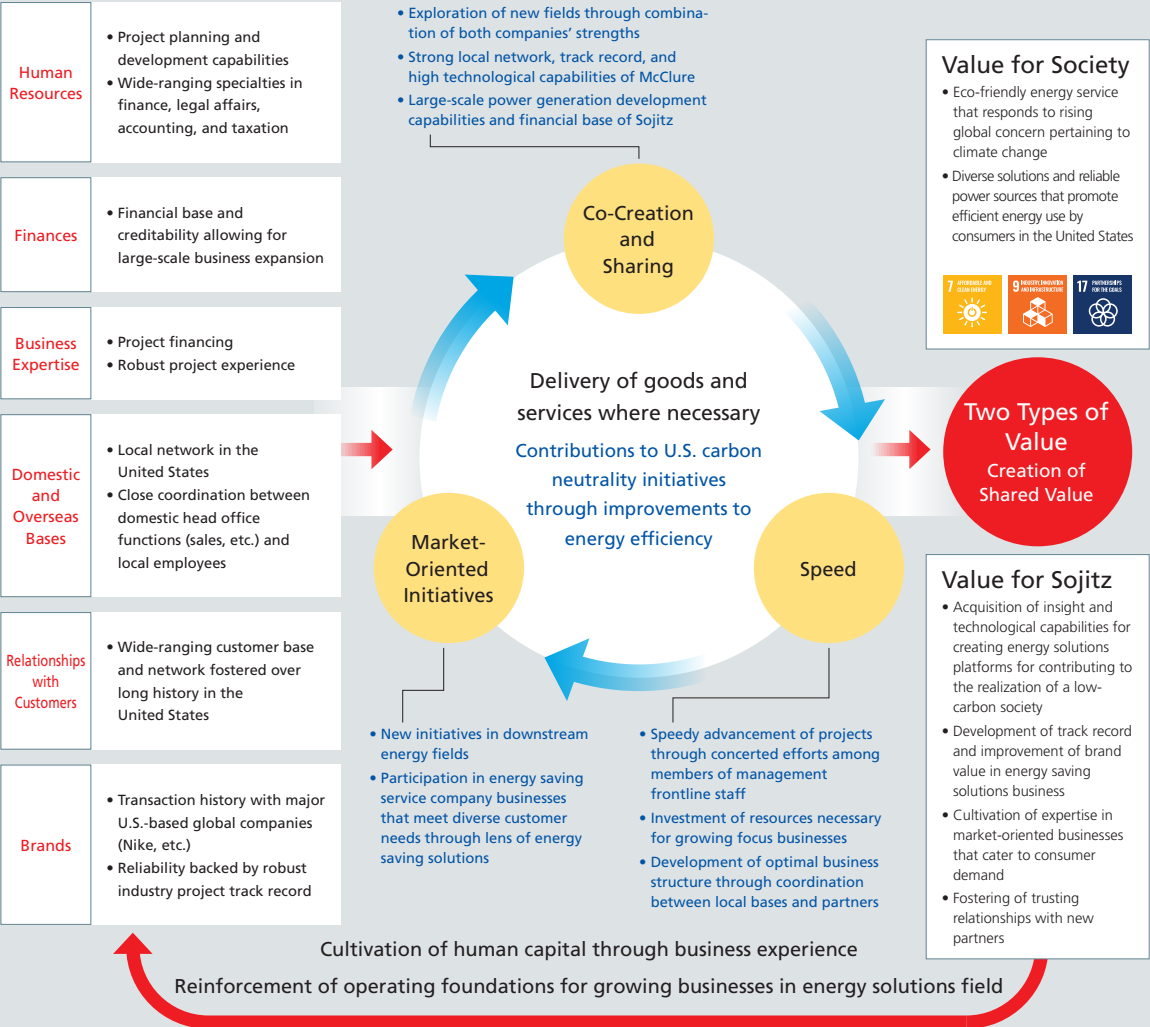 Human
Resources
• Project planning and
development capabilities
• Wide-ranging specialties in
finance, legal affairs,
accounting, and taxation
Finances
• Financial base and
creditability allowing for
large-scale business expansion
Business
Expertise
• Project financing
• Robust project experience
Domestic
and
Overseas
Bases
• Local network in the
United States
• Close coordination between
domestic head office
functions (sales, etc.) and
local employees
Relationships
with
Customers
• Wide-ranging customer base
and network fostered over
long history in the
United States
Brands
• Transaction history with major
U.S.-based global companies
(Nike, etc.)
• Reliability backed by robust
industry project track record
• Exploration of new fields through combina-
tion of both companies' strengths
• Strong local network, track record, and
high technological capabilities of McClure
• Large-scale power generation development
capabilities and financial base of Sojitz
Co-Creation
and
Sharing
Delivery of goods and
services where necessary
Contributions to U.S. carbon
neutrality initiatives
through improvements to
energy efficiency
Market-
Oriented
Initiatives
Speed
• New initiatives in downstream
energy fields
• Participation in energy saving
service company businesses
that meet diverse customer
needs through lens of energy
saving solutions
• Speedy advancement of projects
through concerted efforts among
members of management
frontline staff
• Investment of resources necessary
for growing focus businesses
• Development of optimal business
structure through coordination
between local bases and partners
Value for Society
• Eco-friendly energy service
that responds to rising
global concern pertaining to
climate change
• Diverse solutions and reliable
power sources that promote
efficient energy use by
consumers in the United States
7 AFFORDABLE AND
CLEAN ENERGY
9 INDUSTRY, INNOVATION
AND INFRASTRUCTURE
17 PARTNERSHIPS
FOR THE GOALS
Two Types of
Value
Creation of
Shared Value
Value for Sojitz
• Acquisition of insight and
technological capabilities for
creating energy solutions
platforms for contributing to
the realization of a low-
carbon society
• Development of track record
and improvement of brand
value in energy saving
solutions business
• Cultivation of expertise in
market-oriented businesses
that cater to consumer
demand
• Fostering of trusting
relationships with new
partners
Cultivation of human capital through business experience
Reinforcement of operating foundations for growing businesses in energy solutions field